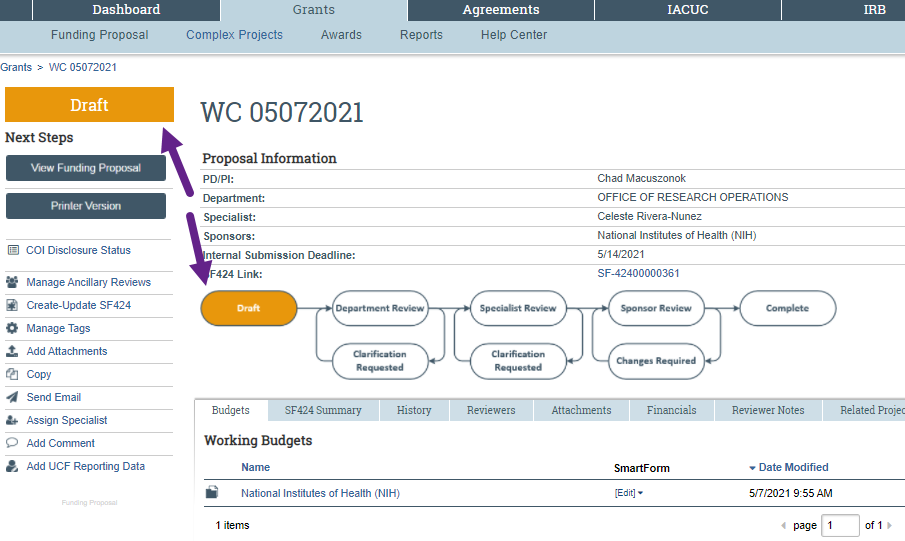 Dashboard Grants Agreements IACUC IRB
Funding Proposal Complex Projects Awards Reports Help Center
Grants > WC 05072021
Draft
Next Steps
View Funding Proposal
Printer Version
COI Disclosure Status
Manage Ancillary Reviews
Create-Update SF424
Manage Tags
Add Attachments
Copy
Send Email
Assign Specialist
Add Comment
Add UCF Reporting Data
Funding Proposal
WC 05072021
Proposal Information
PD/PI: Chad Macuszonok
Department: OFFICE OF RESEARCH OPERATIONS
Specialist: Celeste Rivera-Nunez
Sponsors: National Institutes of Health (NIH)
Internal Submission Deadline: 5/14/2021
SF424 Link: SF-42400000361
Draft Department Review Specialist Review Sponsor Review Complete
Clarification Requested
Clarification Requested
Changes Required
Budgets SF424 Summary History Reviewers Attachments Financials Reviewer Notes Related Projec
Working Budgets
Name SmartForm Date Modified
National Institutes of Health (NIH) [Edit] 5/7/2021 9:55 AM
1 items page 1 of 1